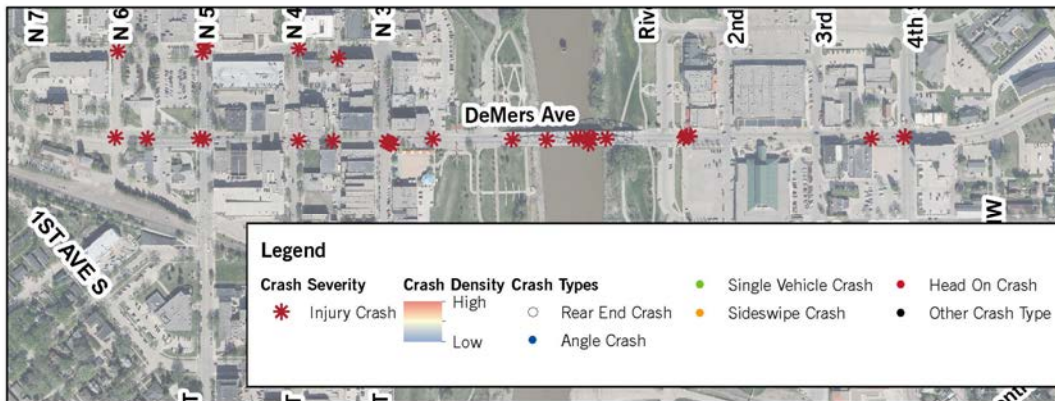 N 7
N 6
N 5
N 4
N 3
Riv
2nd
3rd
4th
DeMers Ave
1ST AVE S
Legend
Crash Severity
Injury Crash
Crash Density
High
Low
Crash Types
Rear End Crash
Angle Crash
Single Vehicle Crash
Sideswipe Crash
Head On Crash
Other Crash Type
NW
T
T
T